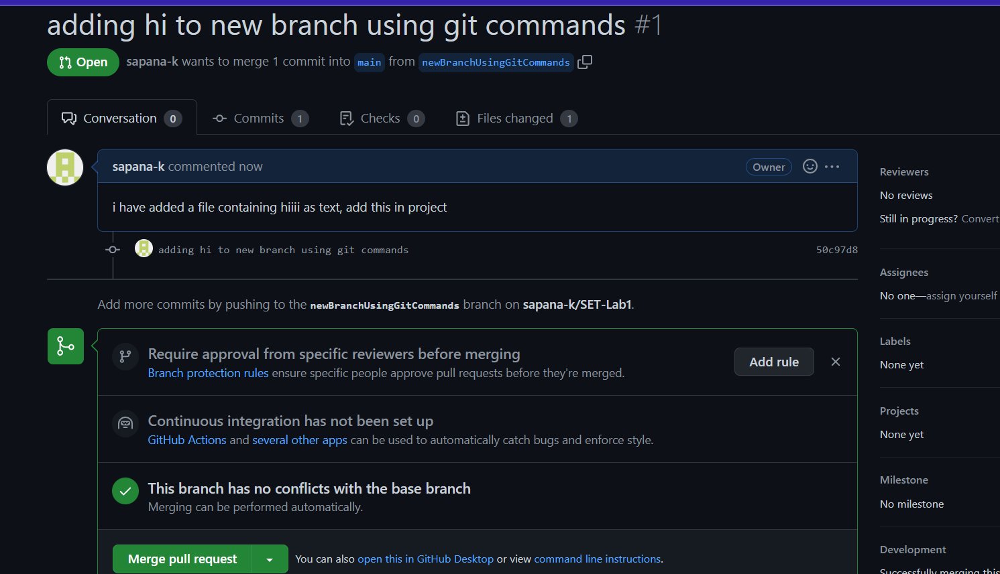 adding hi to new branch using git commands #1
Open sapana-k wants to merge 1 commit into main from newBranchUsingGitCommands
Conversation 0 Commits 1 Checks 0 Files changed 1
sapana-k commented now Owner
i have added a file containing hiiii as text, add this in project
adding hi to new branch using git commands 50c97d8
Add more commits by pushing to the newBranchUsingGitCommands branch on sapana-k/SET-Lab1.
Require approval from specific reviewers before merging
Branch protection rules ensure specific people approve pull requests before they're merged.
Add rule
Continuous integration has not been set up
GitHub Actions and several other apps can be used to automatically catch bugs and enforce style.
This branch has no conflicts with the base branch
Merging can be performed automatically.
Merge pull request You can also open this in GitHub Desktop or view command line instructions.
Reviewers
No reviews
Still in progress? Convert
Assignees
No one—assign yourself
Labels
None yet
Projects
None yet
Milestone
No milestone
Development
Successfully merging this